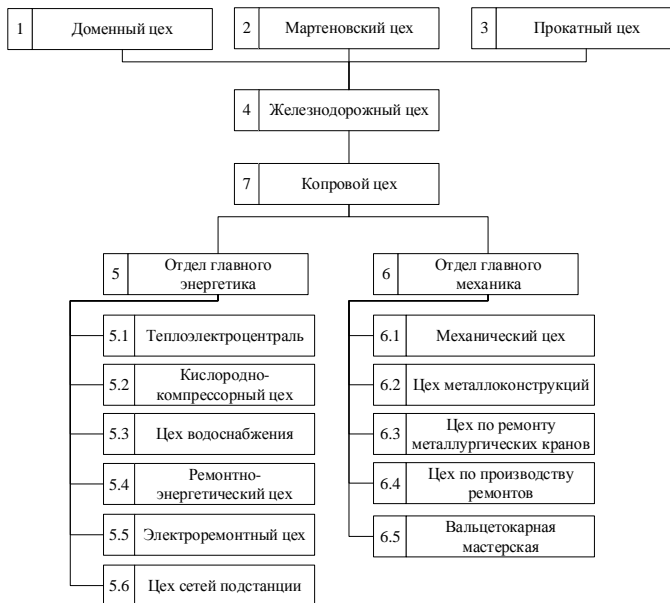 1 Доменный цех
2 Мартеновский цех
3 Прокатный цех
4 Железнодорожный цех
7 Копровой цех
5 Отдел главного
энергетика
6 Отдел главного
механика
5.1 Теплоэлектроцентраль
5.2 Кислородно-
компрессорный цех
5.3 Цех водоснабжения
5.4 Ремонтно-
энергетический цех
5.5 Электроремонтный цех
5.6 Цех сетей подстанции
6.1 Механический цех
6.2 Цех металлоконструкций
6.3 Цех по ремонту
металлургических кранов
6.4 Цех по производству
ремонтов
6.5 Вальцетокарная
мастерская